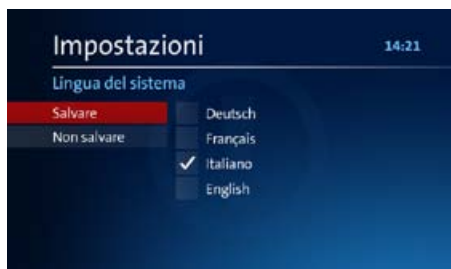 Impostazioni
14:21
Lingua del sistema
Salvare
Non salvare
Deutsch
Français
Italiano
English